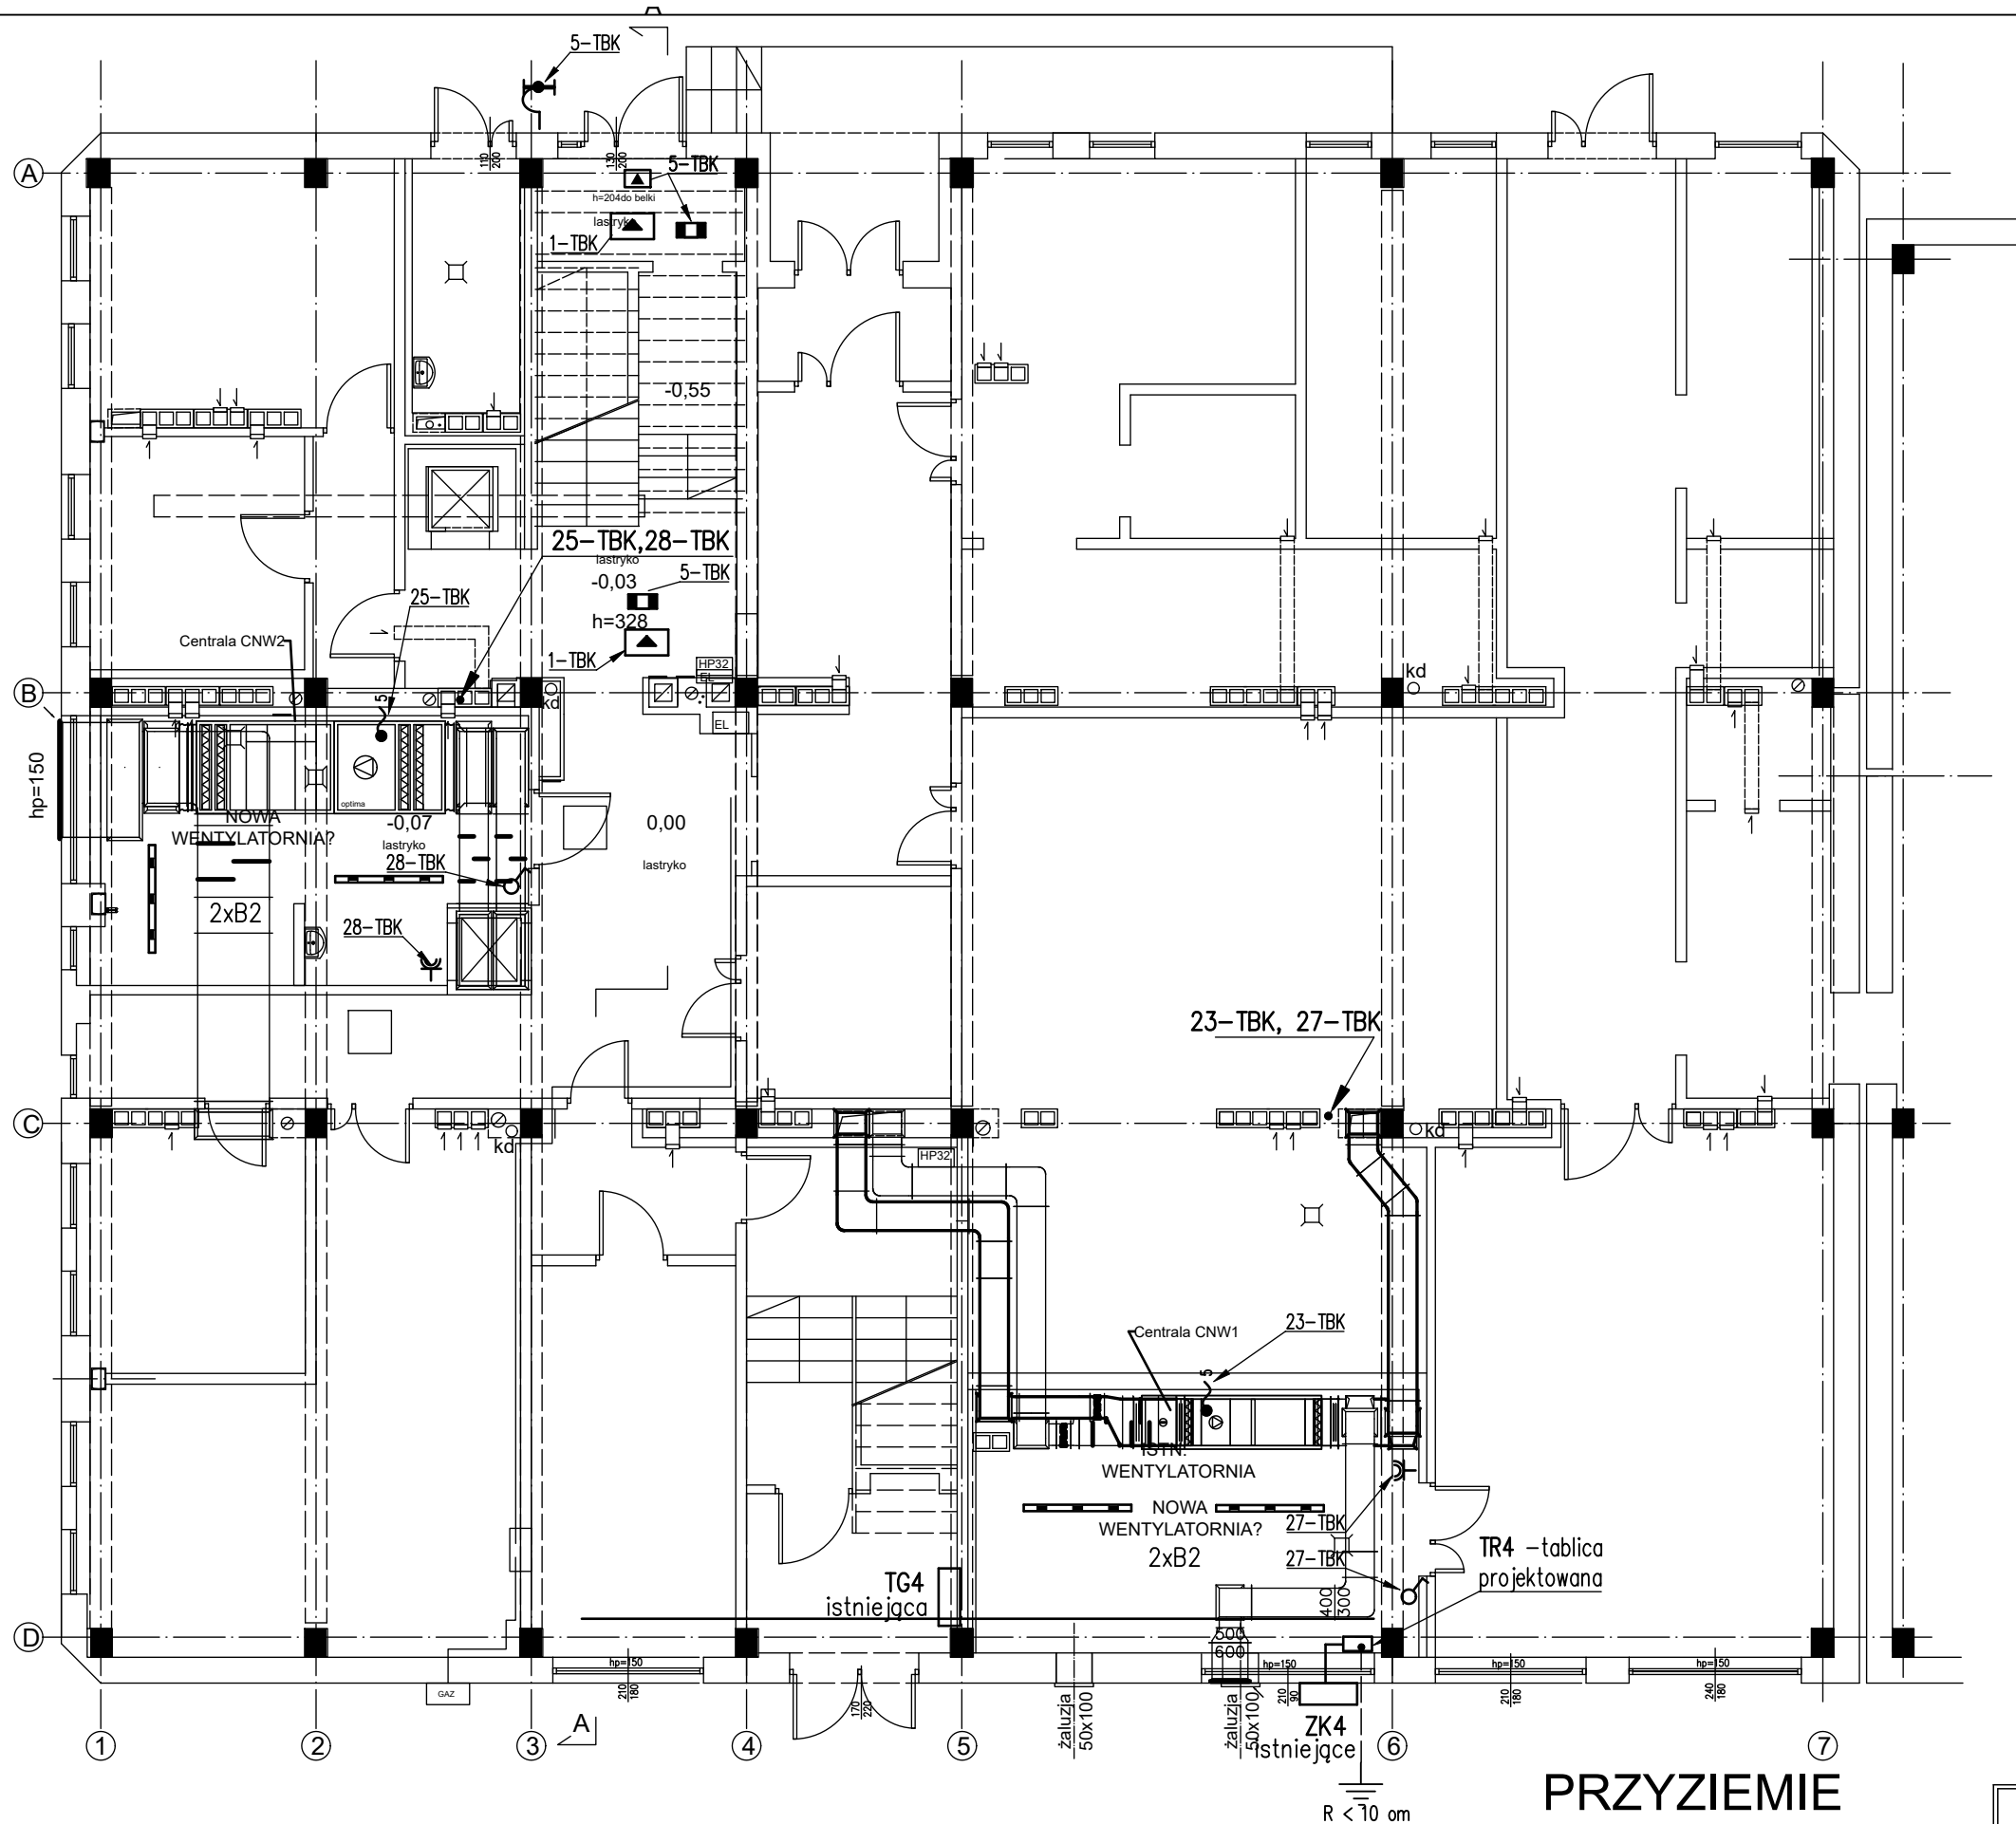 A
5-TBK
110
200
130
200
A
5-TBK
h=204do belki
lastryko
1-TBK
-0,55
25-TBK,28-TBK
lastryko
-0,03
5-TBK
25-TBK
h=328
Centrala CNW2
1-TBK
HP32
EL
B
kd
kd
5
EL
hp=150
optima
NOWA
WENTYLATORNIA?
-0,07
lastryko
0,00
lastryko
28-TBK
2xB2
28-TBK
23-TBK, 27-TBK
C
kd
kd
HP32
Centrala CNW1
23-TBK
5
ISTN.
WENTYLATORNIA
NOWA
WENTYLATORNIA?
2xB2
27-TBK
27-TBK
TR4 -tablica
projektowana
TG4
istniejąca
400
300
500
600
D
hp=150
210
180
GAZ
170
220
hp=150
210
90
hp=150
210
180
hp=150
240
180
żaluzja
50x100
żaluzja
50x100
ZK4
istniejące
A
1
2
3
4
5
6
7
R < 10 om
PRZYZIEMIE